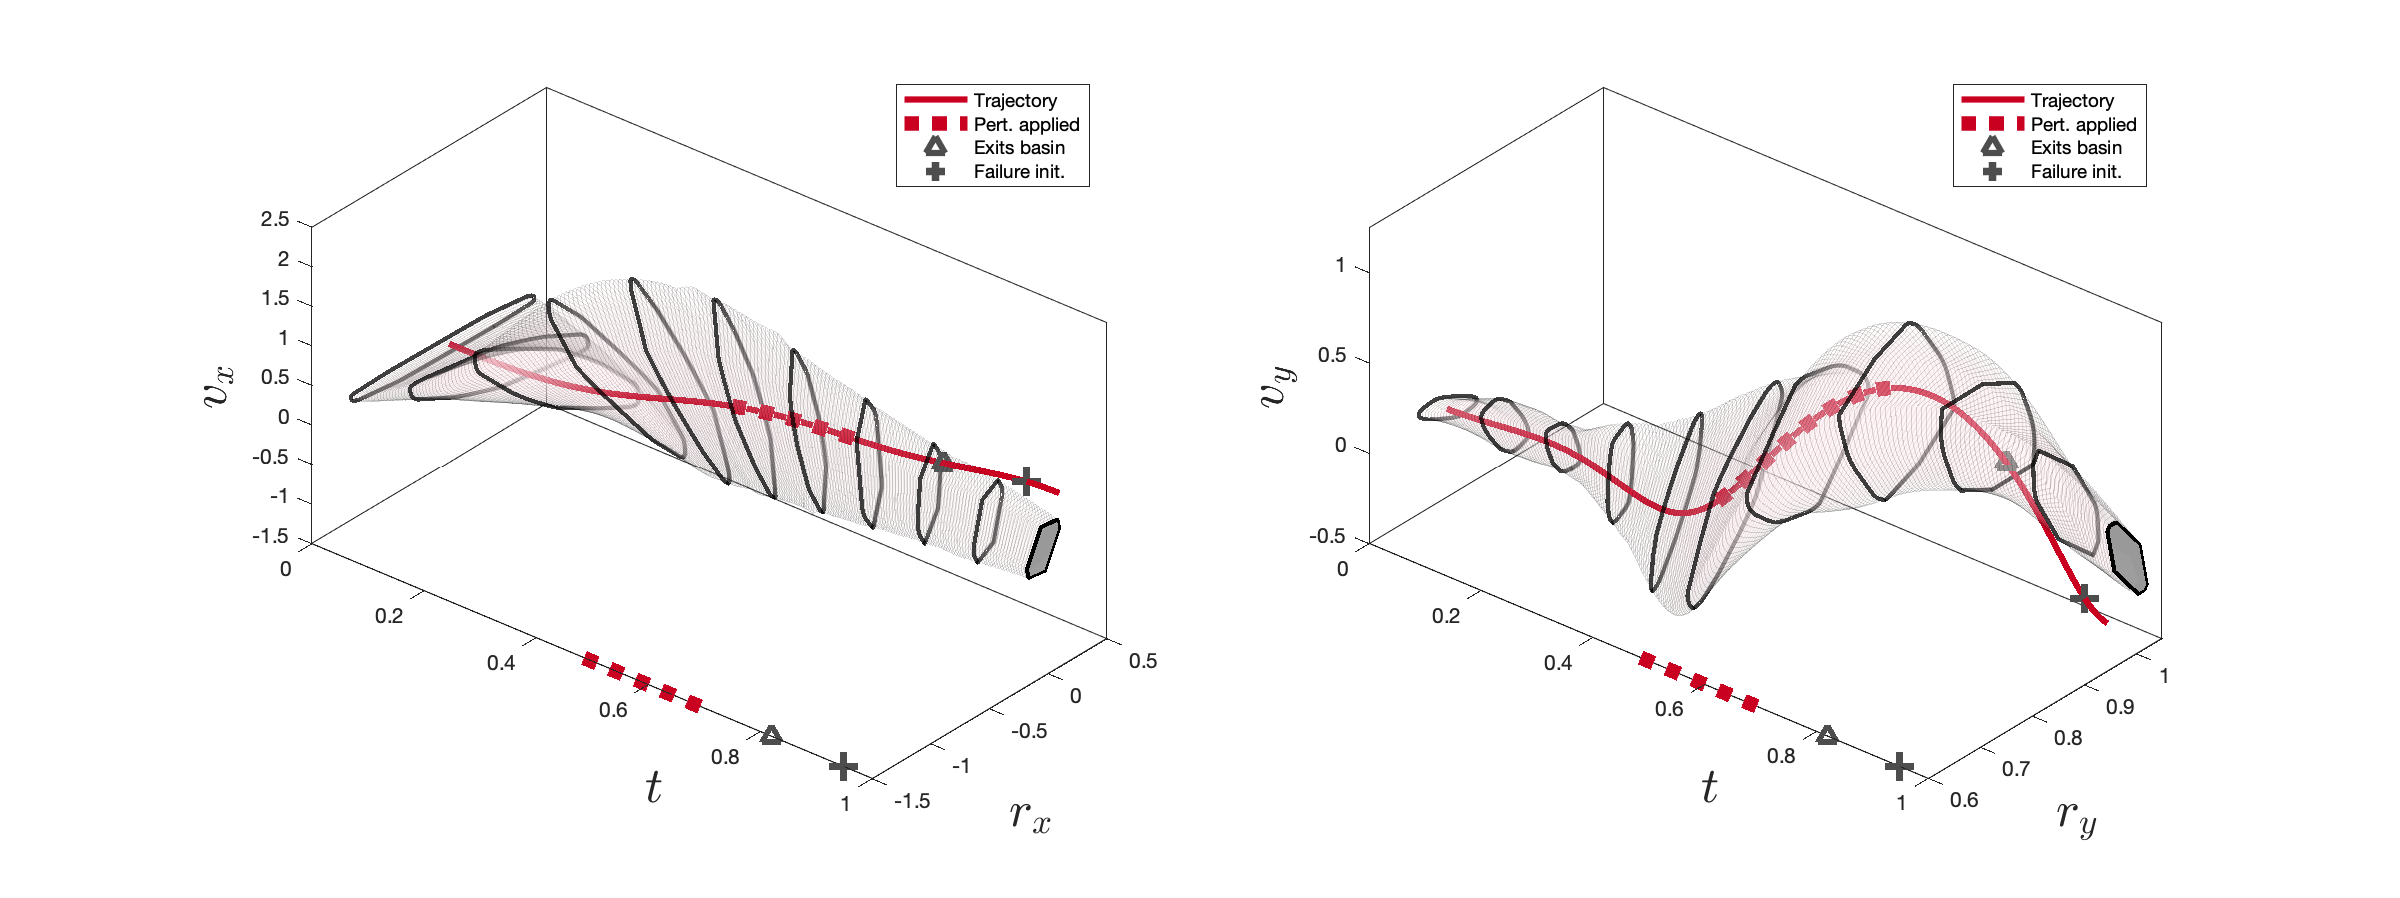 Trajectory
Pert. applied
Exits basin
Failure init.
2.5
2
1.5
1
0.5
0
-0.5
-1
-1.5
v_x
0
0.2
0.4
0.6
0.8
1
t
-1.5
-1
-0.5
0
0.5
r_x
Trajectory
Pert. applied
Exits basin
Failure init.
1
0.5
0
-0.5
v_y
0
0.2
0.4
0.6
0.8
1
t
0.6
0.7
0.8
0.9
1
r_y